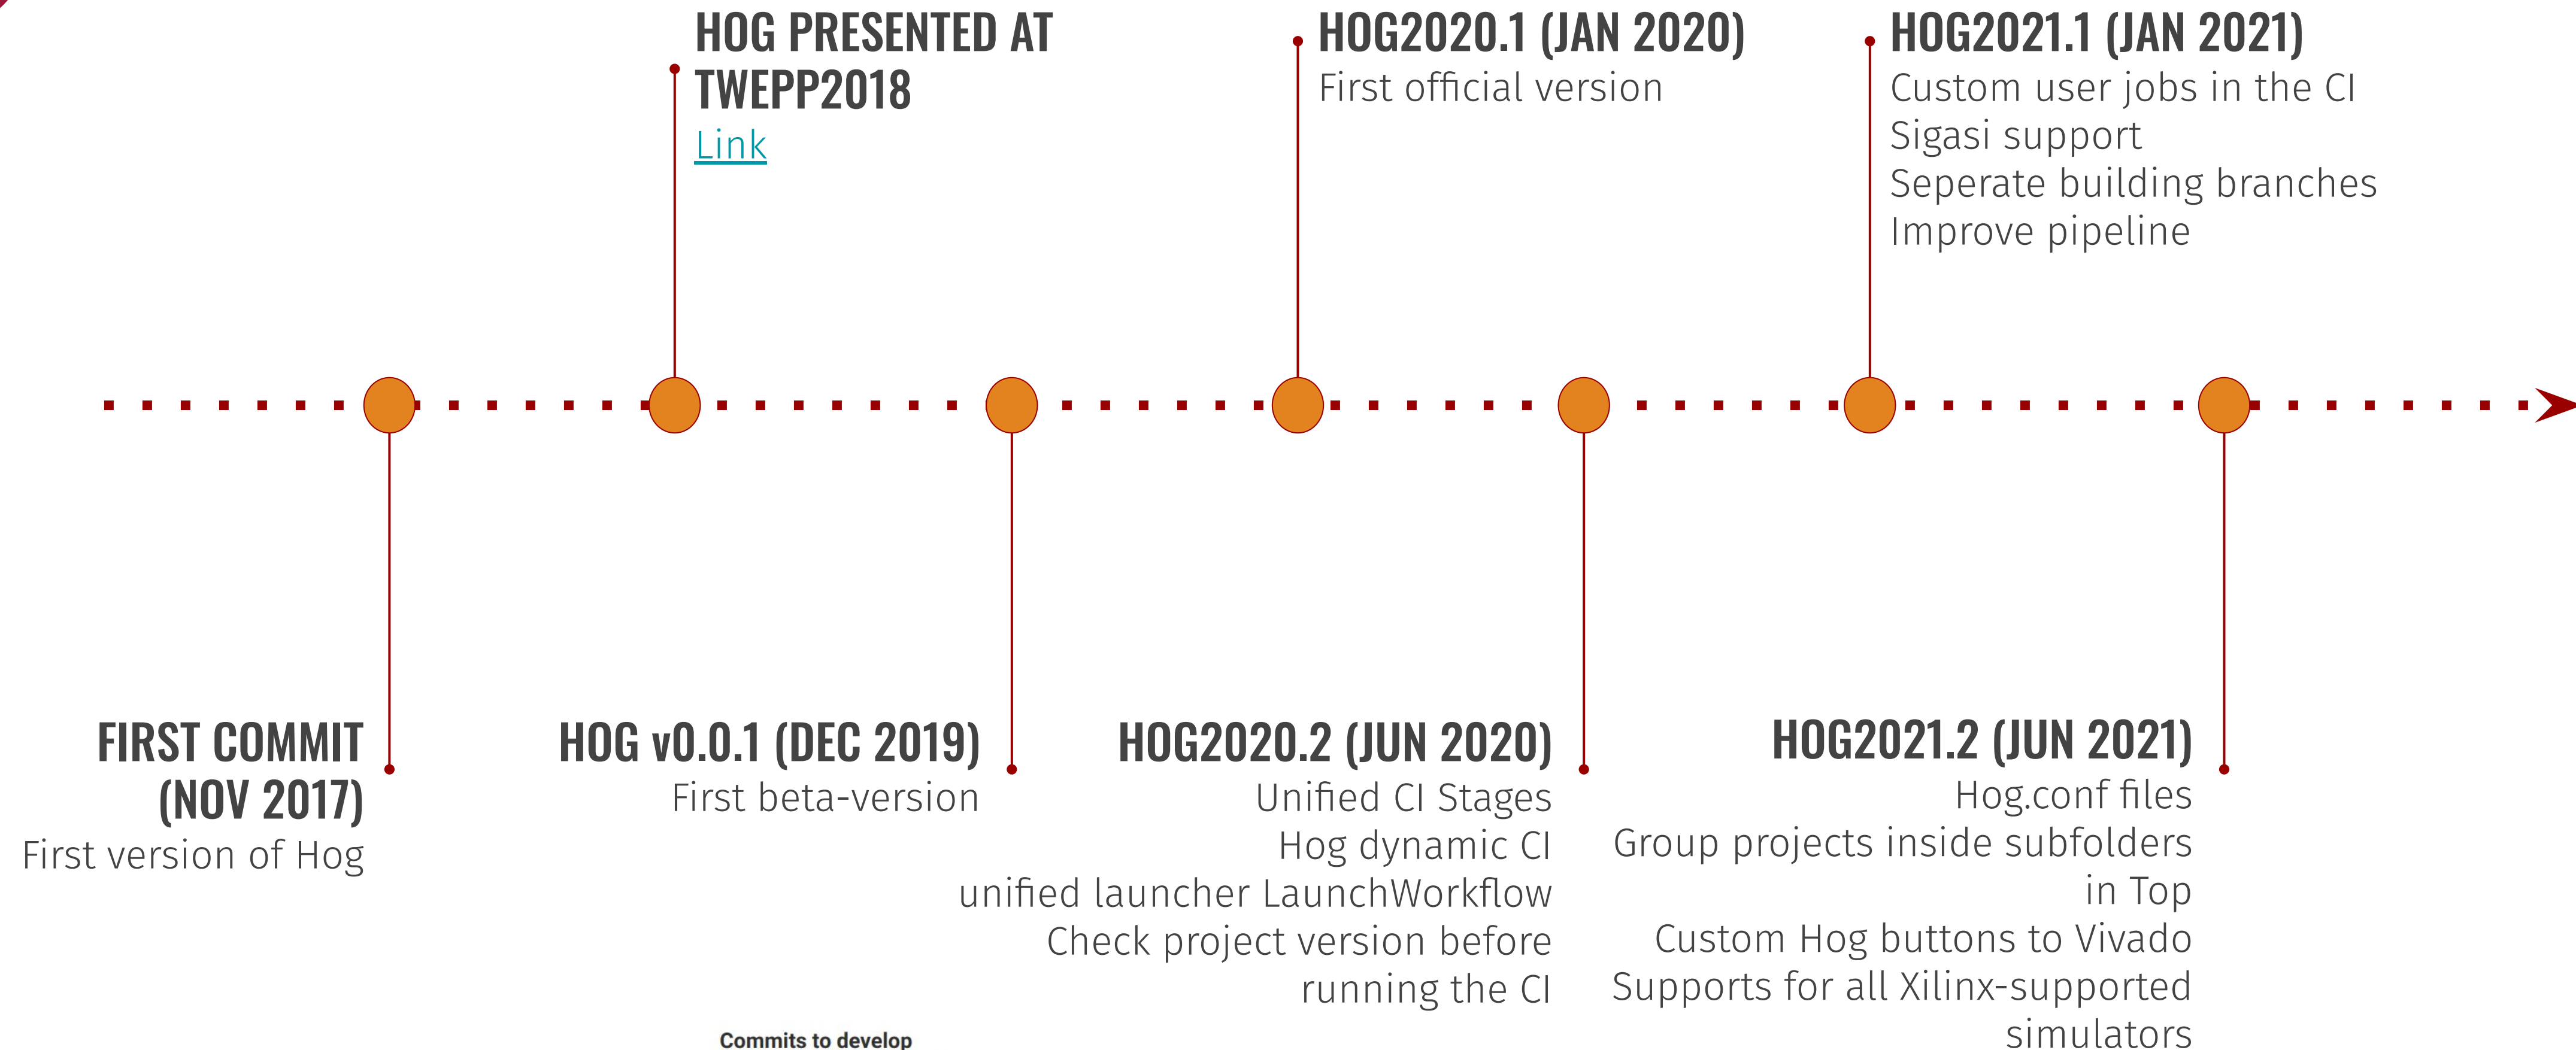 HOG PRESENTED AT
TWEPP2018
Link
HOG2020.1 (JAN 2020)
First official version
HOG2021.1 (JAN 2021)
Custom user jobs in the CI
Sigasi support
Seperate building branches
Improve pipeline
FIRST COMMIT
(NOV 2017)
First version of Hog
HOG v0.0.1 (DEC 2019)
First beta-version
HOG2020.2 (JUN 2020)
Unified CI Stages
Hog dynamic CI
unified launcher LaunchWorkflow
Check project version before
running the CI
HOG2021.2 (JUN 2021)
Hog.conf files
Group projects inside subfolders
in Top
Custom Hog buttons to Vivado
Supports for all Xilinx-supported
simulators
Commits to develop